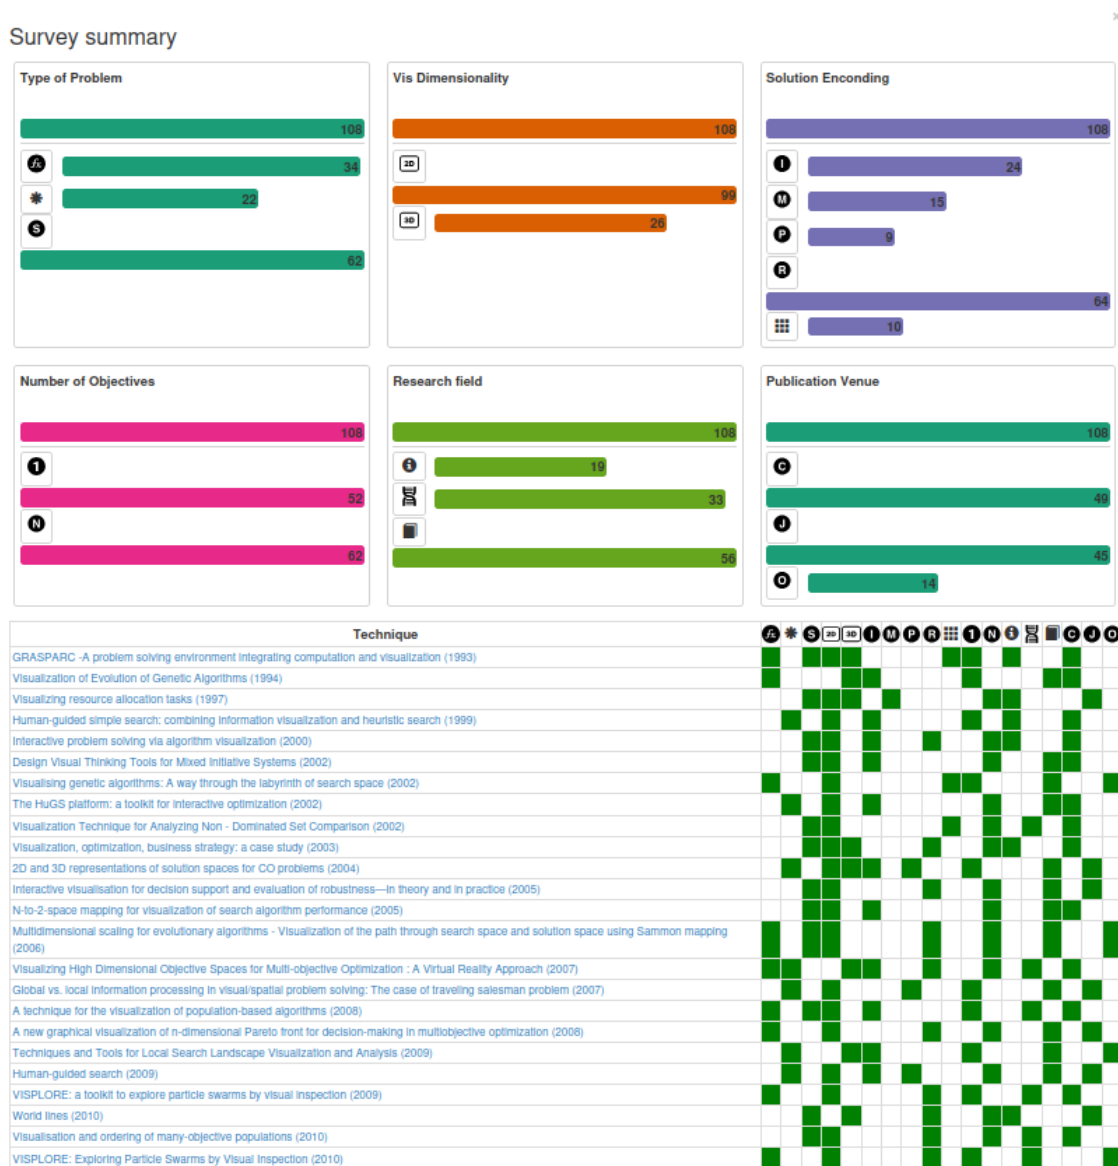 ×
Survey summary
Type of Problem
108
fx 34
22
S
62
Vis Dimensionality
108
2D
99
3D 26
Solution Enconding
108
I 24
M 15
P 9
R
64
10
Number of Objectives
108
1
52
N
62
Research field
108
i 19
33
56
Publication Venue
108
C
49
J
45
O 14
Technique fx S 2D 3D I M P R 1 N i C J O
GRASPARC -A problem solving environment integrating computation and visualization (1993)
Visualization of Evolution of Genetic Algorithms (1994)
Visualizing resource allocation tasks (1997)
Human-guided simple search: combining information visualization and heuristic search (1999)
Interactive problem solving via algorithm visualization (2000)
Design Visual Thinking Tools for Mixed Initiative Systems (2002)
Visualising genetic algorithms: A way through the labyrinth of search space (2002)
The HuGS platform: a toolkit for interactive optimization (2002)
Visualization Technique for Analyzing Non - Dominated Set Comparison (2002)
Visualization, optimization, business strategy: a case study (2003)
2D and 3D representations of solution spaces for CO problems (2004)
Interactive visualisation for decision support and evaluation of robustness—in theory and in practice (2005)
N-to-2-space mapping for visualization of search algorithm performance (2005)
Multidimensional scaling for evolutionary algorithms - Visualization of the path through search space and solution space using Sammon mapping
(2006)
Visualizing High Dimensional Objective Spaces for Multi-objective Optimization : A Virtual Reality Approach (2007)
Global vs. local information processing in visual/spatial problem solving: The case of traveling salesman problem (2007)
A technique for the visualization of population-based algorithms (2008)
A new graphical visualization of n-dimensional Pareto front for decision-making in multiobjective optimization (2008)
Techniques and Tools for Local Search Landscape Visualization and Analysis (2009)
Human-guided search (2009)
VISPLORE: a toolkit to explore particle swarms by visual inspection (2009)
World lines (2010)
Visualisation and ordering of many-objective populations (2010)
VISPLORE: Exploring Particle Swarms by Visual Inspection (2010)